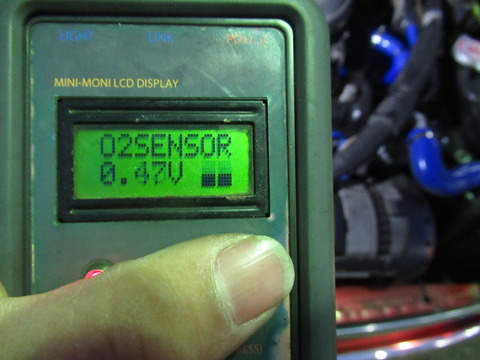 LIGHT LINK
MINI-MONI LCD DISPLAY
O2SENSOR
0.47V